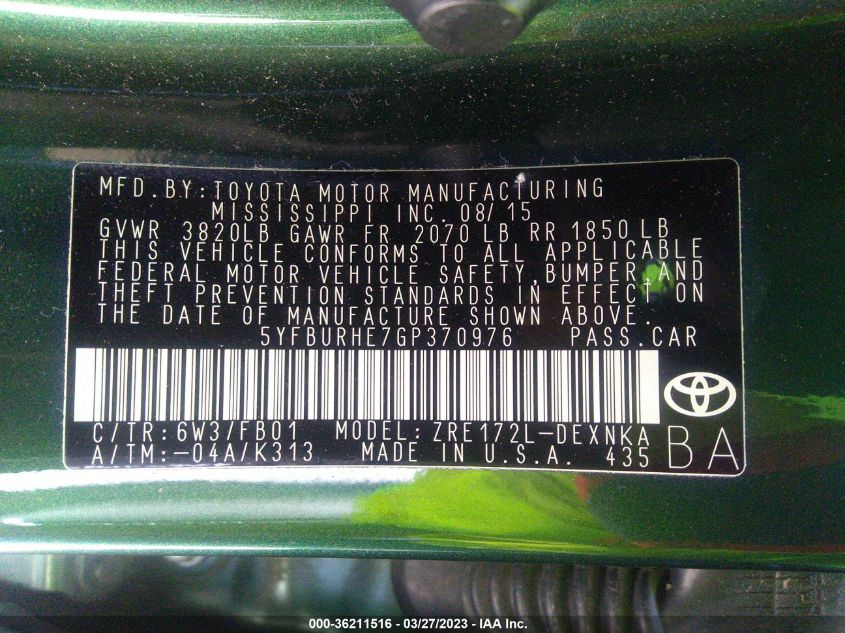 MFD.BY:TOYOTA MOTOR MANUFACTURING
MISSISSIPPI INC. 08/15
GVWR 3820LB GAWR FR 2070 LB RR 1850 LB
THIS VEHICLE CONFORMS TO ALL APPLICABLE
FEDERAL MOTOR VEHICLE SAFETY, BUMPER, AND
THEFT PREVENTION STANDARDS IN EFFECT ON
THE DATE OF MANUFACTURE SHOWN ABOVE.
5YFBURHE7GP370976 PASS.CAR
C/TR:6W3/FB01 MODEL:ZRE172L-DEXNKA
A/TM:-04A/K313 MADE IN U.S.A. 435
BA
000-36211516 - 03/27/2023 - IAA Inc.